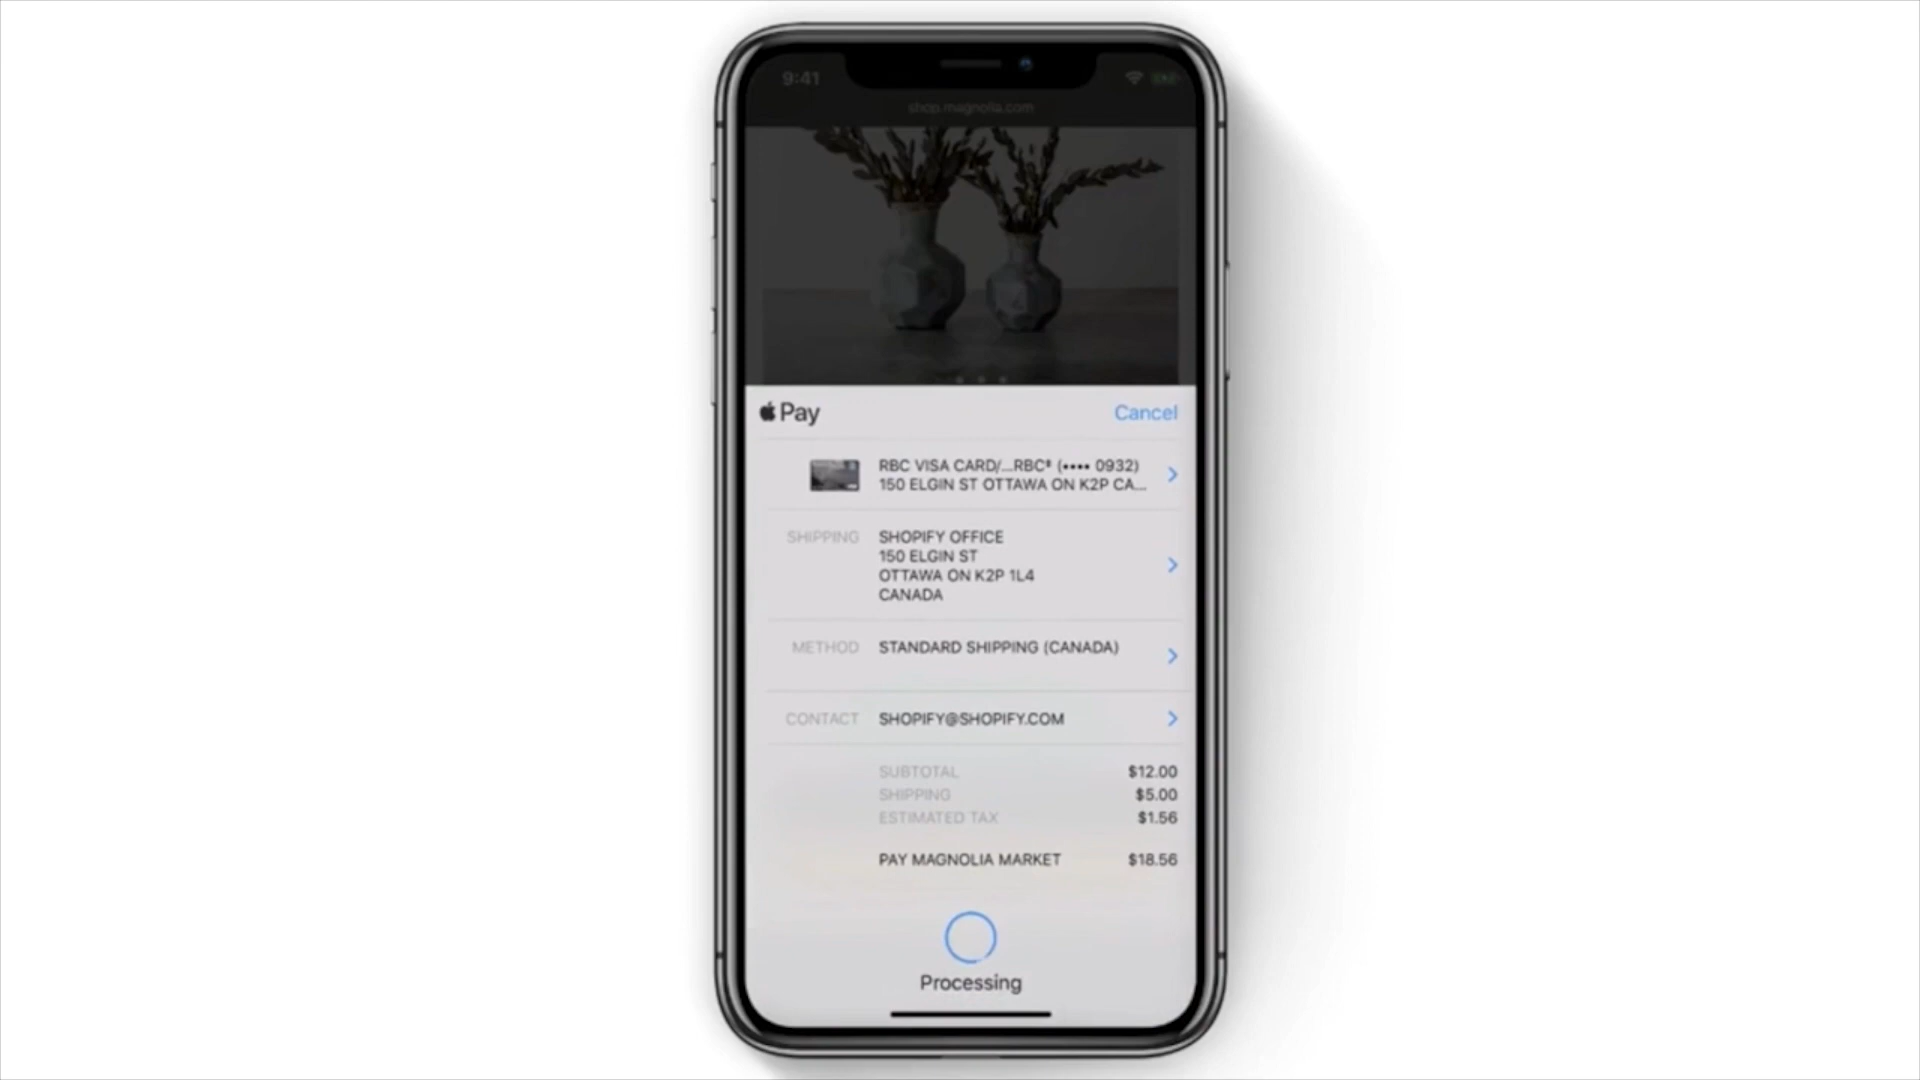 9:41
shop.magnolia.com
Pay
Cancel
RBC VISA CARD/...RBC® (•••• 0932)
150 ELGIN ST OTTAWA ON K2P CA...
SHIPPING
SHOPIFY OFFICE
150 ELGIN ST
OTTAWA ON K2P 1L4
CANADA
METHOD
STANDARD SHIPPING (CANADA)
CONTACT
SHOPIFY@SHOPIFY.COM
SUBTOTAL $12.00
SHIPPING $5.00
ESTIMATED TAX $1.56
PAY MAGNOLIA MARKET $18.56
Processing